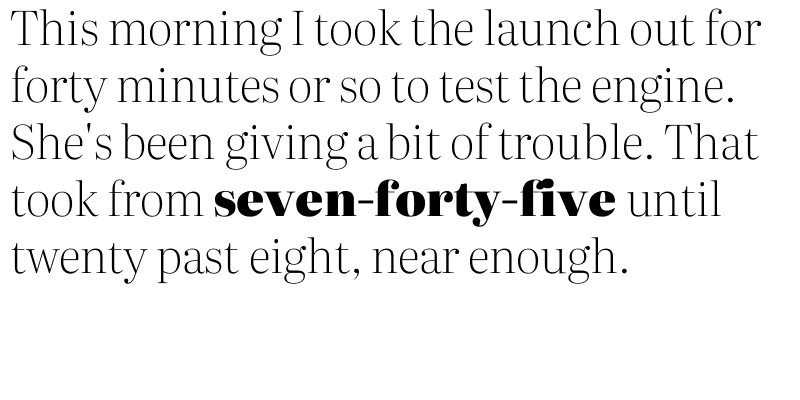 This morning I took the launch out for
forty minutes or so to test the engine.
She's been giving a bit of trouble. That
took from seven-forty-five until
twenty past eight, near enough.